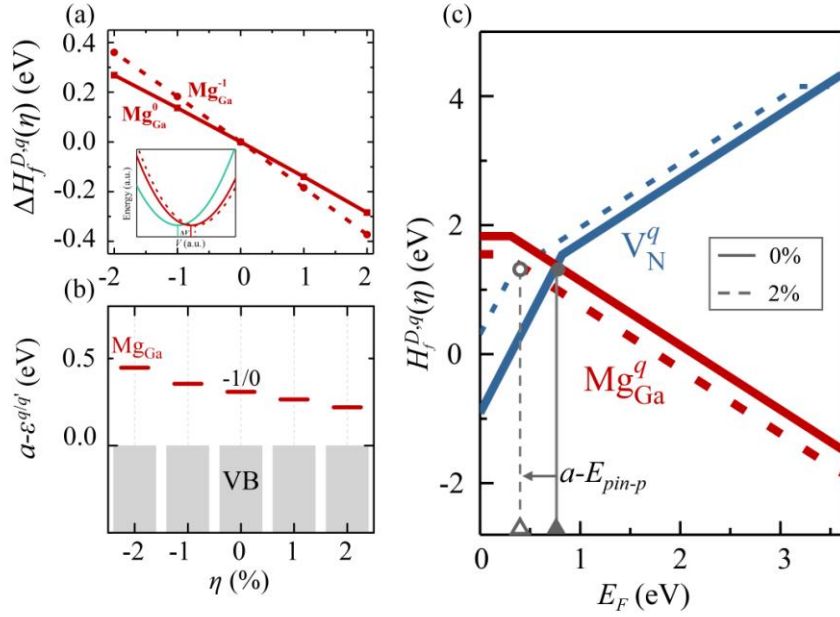 (a)
ΔH_f^{D,q}(η) (eV)
0.4
0.2
0.0
-0.2
-0.4
Mg_Ga^{-1}
Mg_Ga^0
Energy (a.u.)
ΔV
V (a.u.)
-2 -1 0 1 2
(b)
a-ε^{q/q'} (eV)
0.5
0.0
Mg_Ga
-1/0
VB
-2 -1 0 1 2
η (%)
(c)
H_f^{D,q}(η) (eV)
4
2
0
-2
V_N^q
0%
2%
Mg_Ga^q
a-E_{pin-p}
0 1 2 3
E_F (eV)